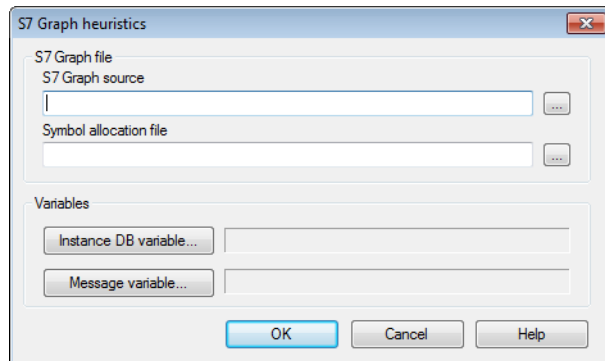 S7 Graph heuristics
S7 Graph file
S7 Graph source
...
Symbol allocation file
...
Variables
Instance DB variable...
Message variable...
OK Cancel Help